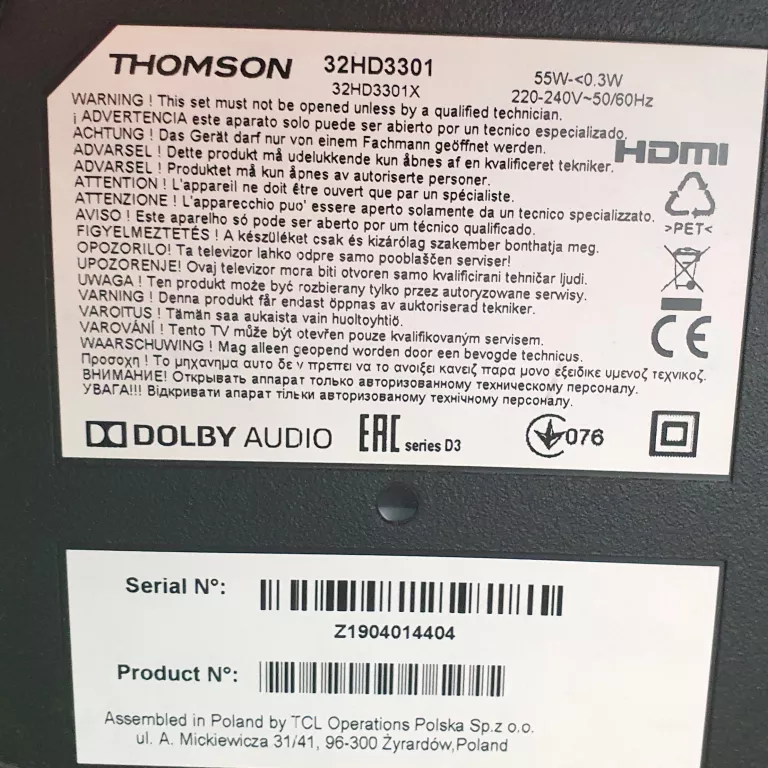 THOMSON 32HD3301 55W-<0.3W
32HD3301X 220-240V~50/60Hz
WARNING ! This set must not be opened unless by a qualified technician.
¡ ADVERTENCIA este aparato solo puede ser abierto por un tecnico especializado.
ACHTUNG ! Das Gerät darf nur von einem Fachmann geöffnet werden.
ADVARSEL ! Dette produkt må udelukkende kun åbnes af en kvalificeret tekniker.
ADVARSEL ! Produktet må kun åpnes av autoriserte personer.
ATTENTION ! L'appareil ne doit être ouvert que par un spécialiste.
ATTENZIONE ! L'apparecchio puo' essere aperto solamente da un tecnico specializzato.
AVISO ! Este aparelho só pode ser aberto por um técnico qualificado.
FIGYELMEZTETÉS ! A készüléket csak és kizárólag szakember bonthatja meg.
OPOZORILO! Ta televizor lahko odpre samo pooblaščen serviser!
UPOZORENJE! Ovaj televizor mora biti otvoren samo kvalificirani tehničar ljudi.
UWAGA ! Ten produkt może być rozbierany tylko przez autoryzowane serwisy.
VARNING ! Denna produkt får endast öppnas av auktoriserad tekniker.
VAROITUS ! Tämän saa aukaista vain huoltoyhtiö.
VAROVÁNÍ ! Tento TV může být otevřen pouze kvalifikovaným servisem.
WAARSCHUWING ! Mag alleen geopend worden door een bevogde technicus.
Προσοχη ! Το μηχανημα αυτο δε ν πρεπει να το ανοιξει κανεις παρα μονο εξειδικε υμενος τεχνικος.
ВНИМАНИЕ! Открывать аппарат только авторизованному техническому персоналу.
УВАГА!!! Відкривати апарат тільки авторизованому технічному персоналу.
HDMI
>PET<
CE
DOLBY AUDIO EAC series D3 076
Serial N°:
Z1904014404
Product N°:
Assembled in Poland by TCL Operations Polska Sp.z o.o.
ul. A. Mickiewicza 31/41, 96-300 Żyrardów,Poland